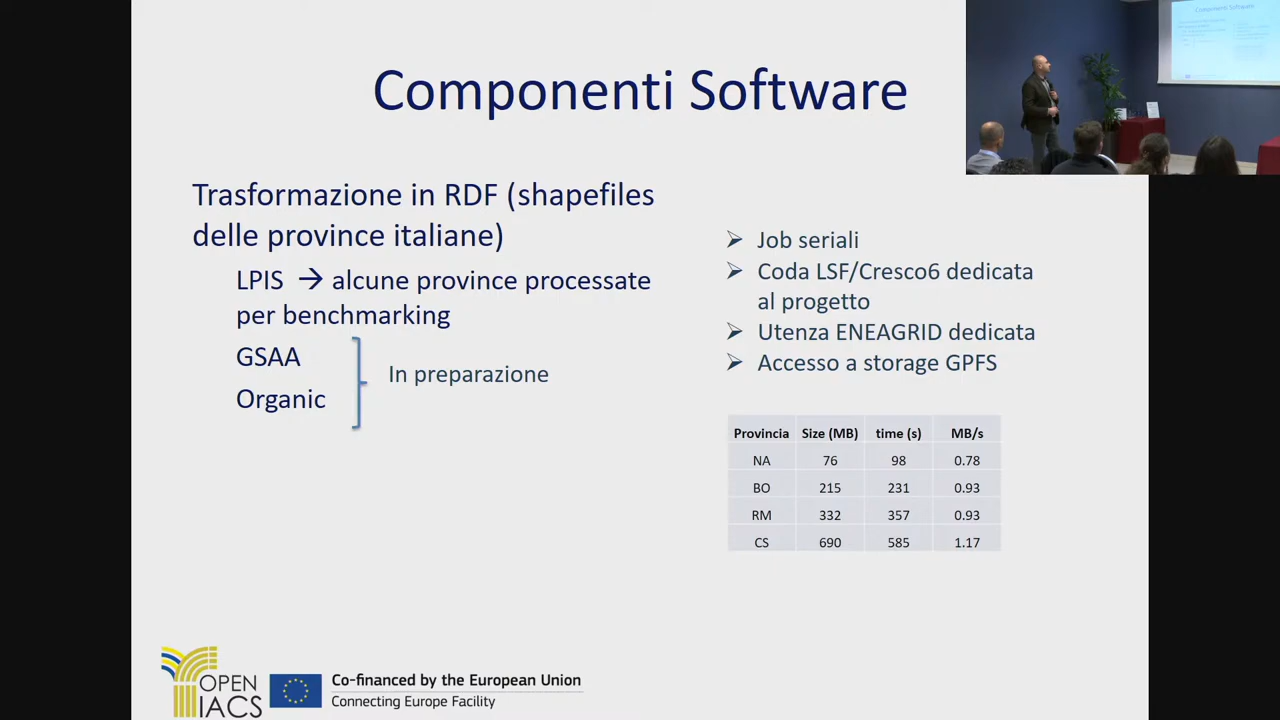 Componenti Software
Trasformazione in RDF (shapefiles
delle province italiane)
LPIS → alcune province processate
per benchmarking
GSAA
Organic
In preparazione
➢ Job seriali
➢ Coda LSF/Cresco6 dedicata
al progetto
➢ Utenza ENEAGRID dedicata
➢ Accesso a storage GPFS
Provincia Size (MB) time (s) MB/s
NA 76 98 0.78
BO 215 231 0.93
RM 332 357 0.93
CS 690 585 1.17
OPEN
IACS
Co-financed by the European Union
Connecting Europe Facility
Componenti Software